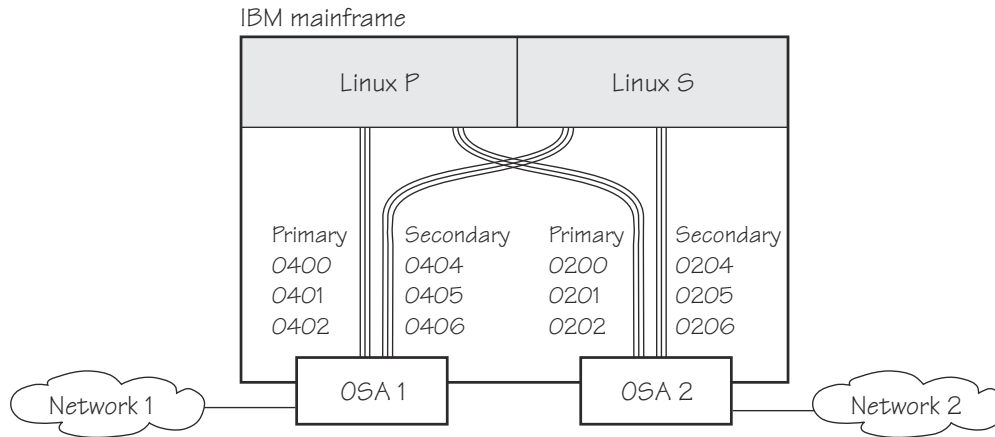 IBM mainframe
Linux P
Linux S
Primary
0400
0401
0402
Secondary
0404
0405
0406
Primary
0200
0201
0202
Secondary
0204
0205
0206
OSA 1
OSA 2
Network 1
Network 2